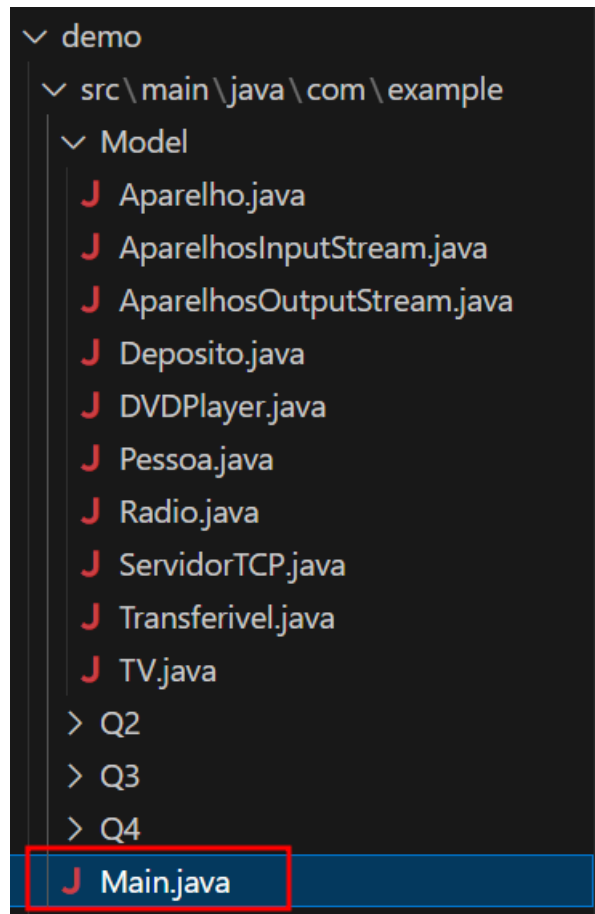 demo
src\main\java\com\example
Model
J Aparelho.java
J AparelhosInputStream.java
J AparelhosOutputStream.java
J Deposito.java
J DVDPlayer.java
J Pessoa.java
J Radio.java
J ServidorTCP.java
J Transferivel.java
J TV.java
Q2
Q3
Q4
J Main.java